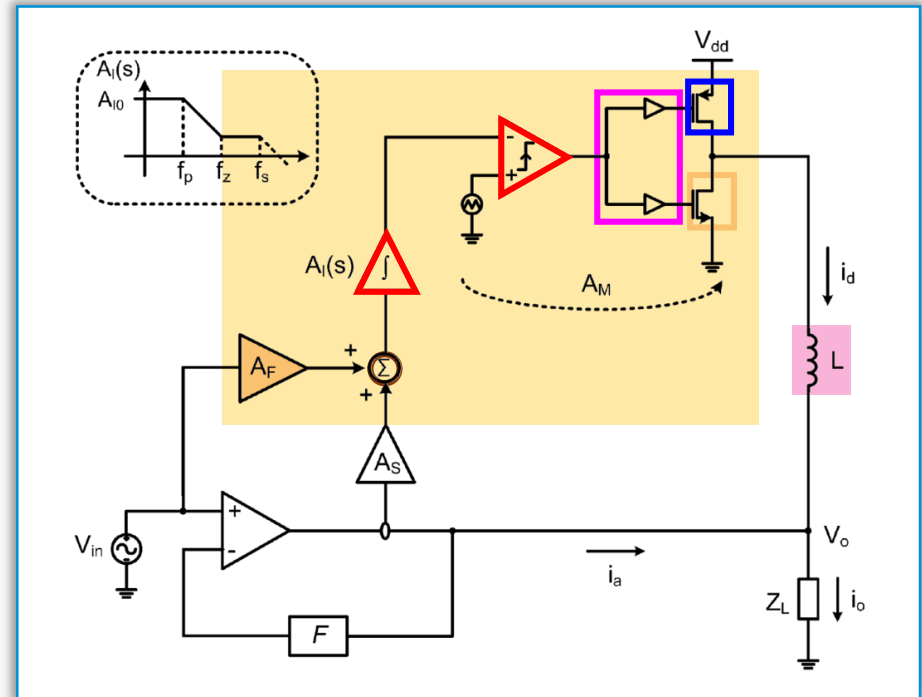 A_I(s)
A_I0
f_p
f_z
f_s
V_dd
-
+
A_I(s)
∫
A_M
i_d
L
A_F
+
Σ
+
A_S
V_in
+
-
i_a
V_o
Z_L
i_o
F